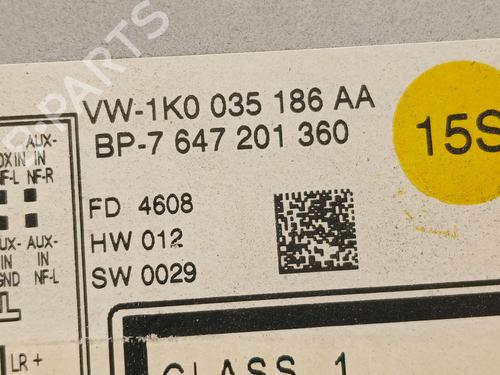 VW-1K0 035 186 AA
BP-7 647 201 360
15S
AUX-
IN
NF-R
IN
NF-L
FD 4608
HW 012
SW 0029
AUX-
IN
GND
AUX-
IN
NF-L
LR +
CLASS 1
PARTS